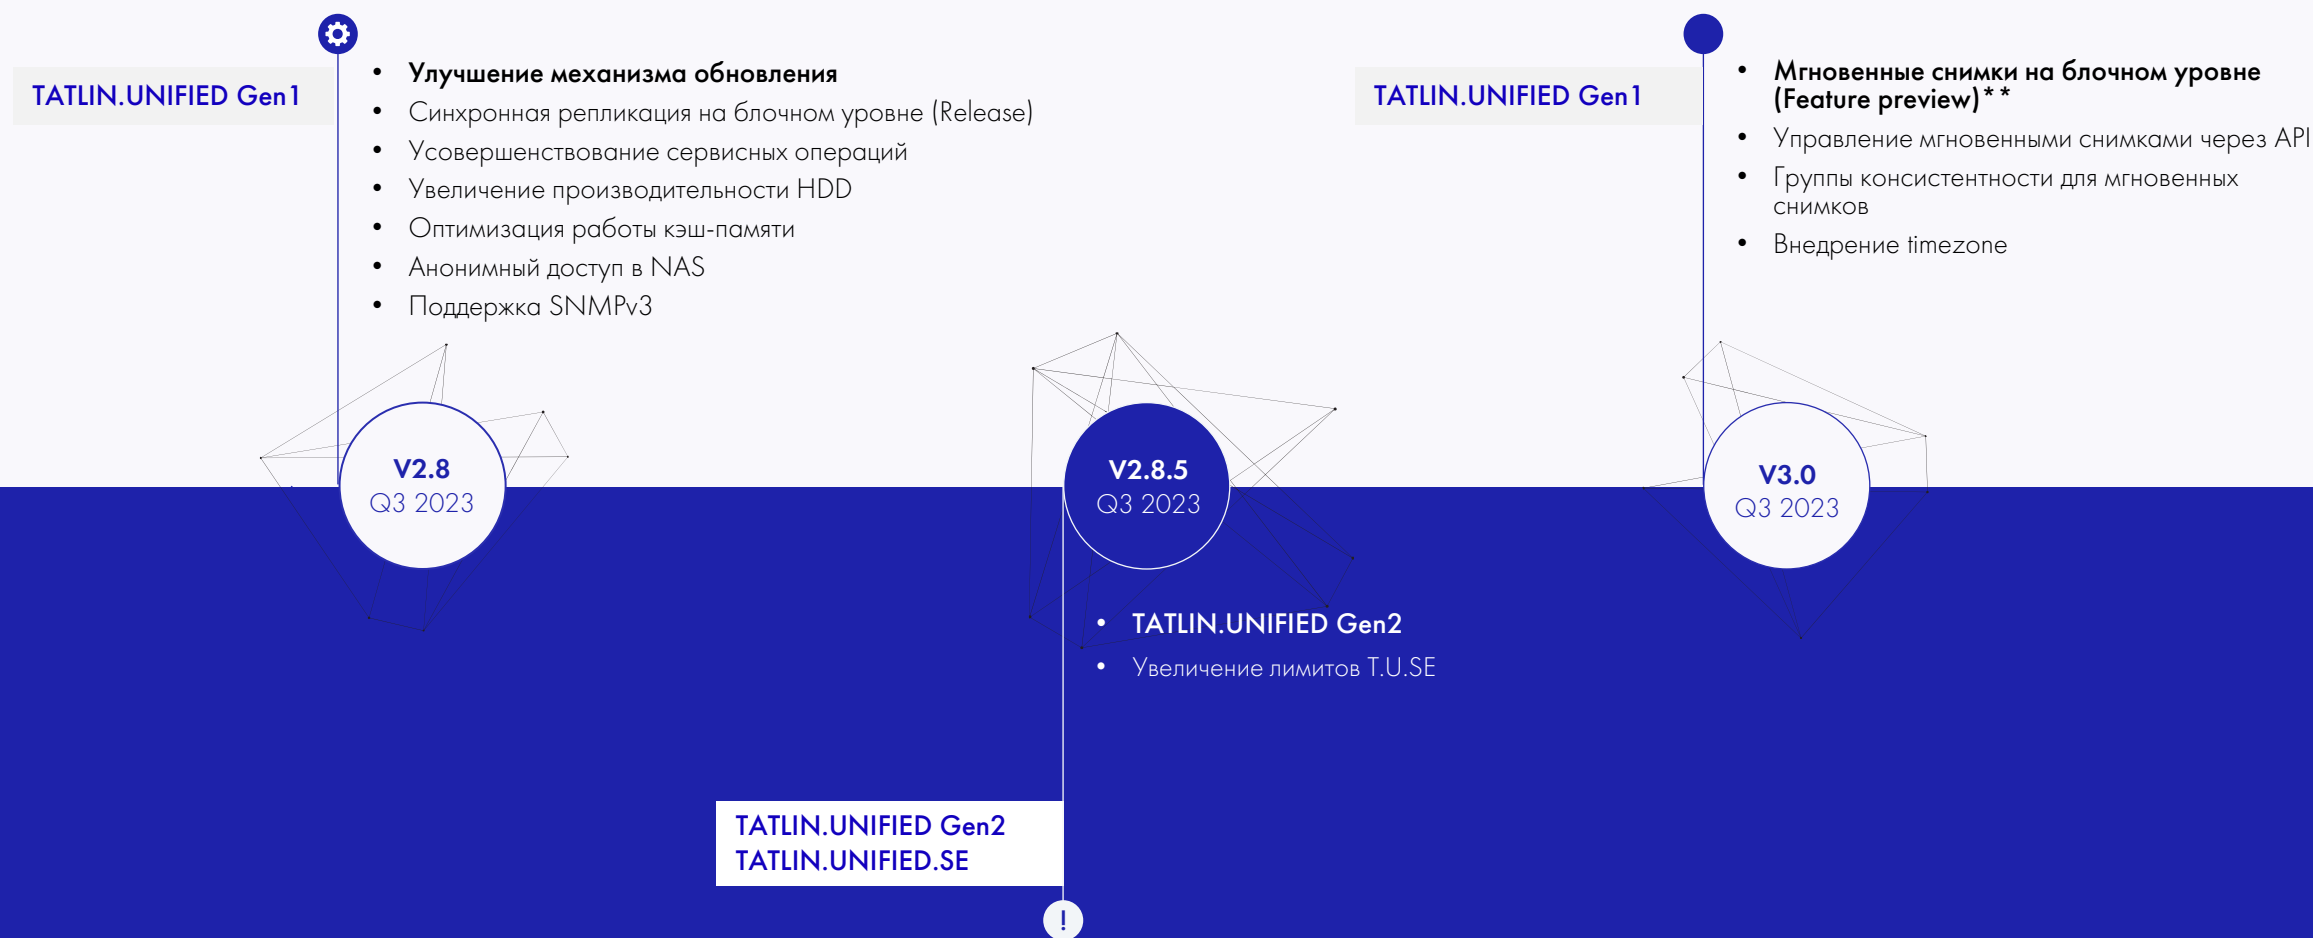 TATLIN.UNIFIED Gen1
• Улучшение механизма обновления
• Синхронная репликация на блочном уровне (Release)
• Усовершенствование сервисных операций
• Увеличение производительности HDD
• Оптимизация работы кэш-памяти
• Анонимный доступ в NAS
• Поддержка SNMPv3
V2.8
Q3 2023
V2.8.5
Q3 2023
• TATLIN.UNIFIED Gen2
• Увеличение лимитов T.U.SE
TATLIN.UNIFIED Gen2
TATLIN.UNIFIED.SE
!
TATLIN.UNIFIED Gen1
• Мгновенные снимки на блочном уровне
(Feature preview)**
• Управление мгновенными снимками через API
• Группы консистентности для мгновенных
снимков
• Внедрение timezone
V3.0
Q3 2023